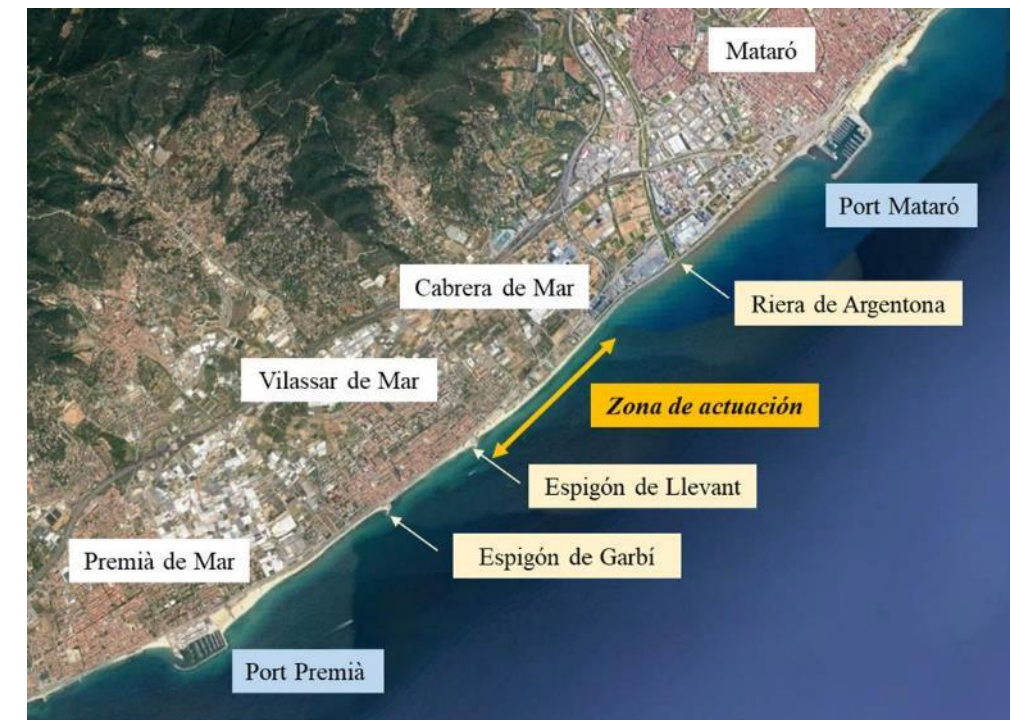 Mataró
Port Mataró
Cabrera de Mar
Riera de Argentona
Vilassar de Mar
Zona de actuación
Espigón de Llevant
Premià de Mar
Espigón de Garbí
Port Premià